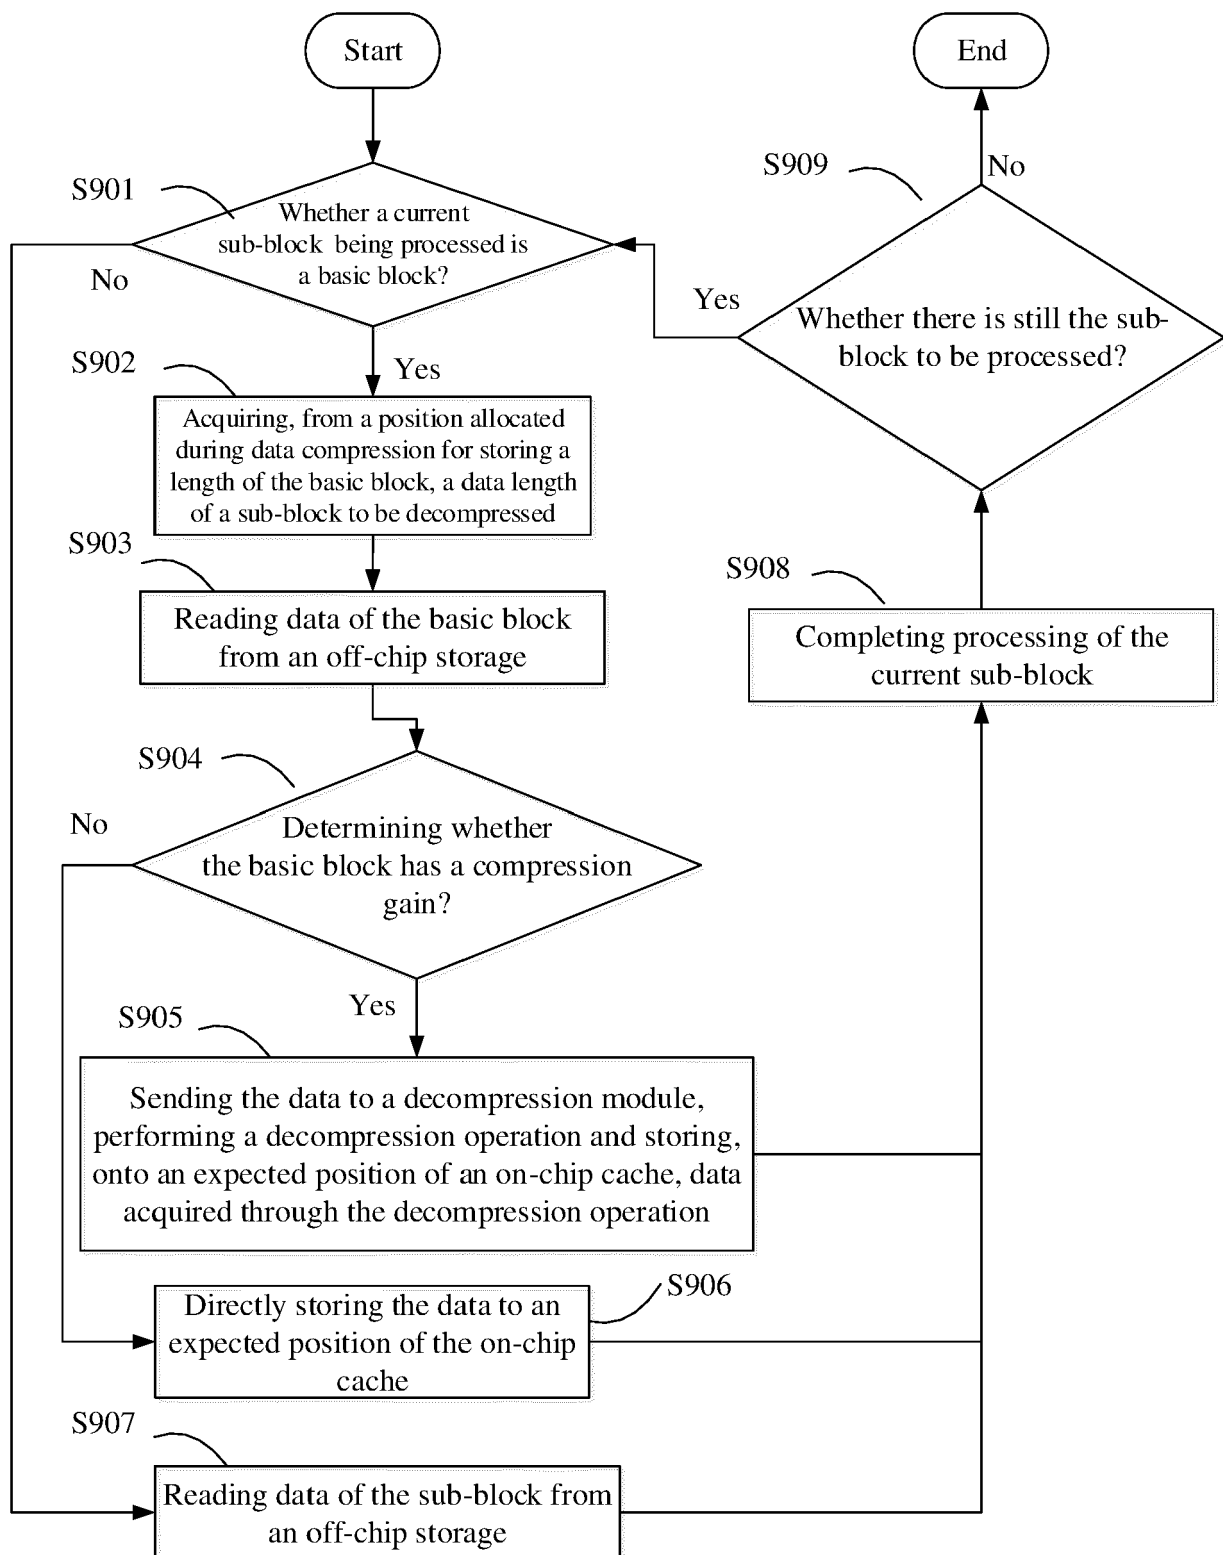 Start
End
S901
Whether a current
sub-block being processed is
a basic block?
No
Yes
S902
Acquiring, from a position allocated
during data compression for storing a
length of the basic block, a data length
of a sub-block to be decompressed
S903
Reading data of the basic block
from an off-chip storage
S904
Determining whether
the basic block has a compression
gain?
No
Yes
S905
Sending the data to a decompression module,
performing a decompression operation and storing,
onto an expected position of an on-chip cache, data
acquired through the decompression operation
S906
Directly storing the data to an
expected position of the on-chip
cache
S907
Reading data of the sub-block from
an off-chip storage
S908
Completing processing of the
current sub-block
S909
Whether there is still the sub-
block to be processed?
Yes
No